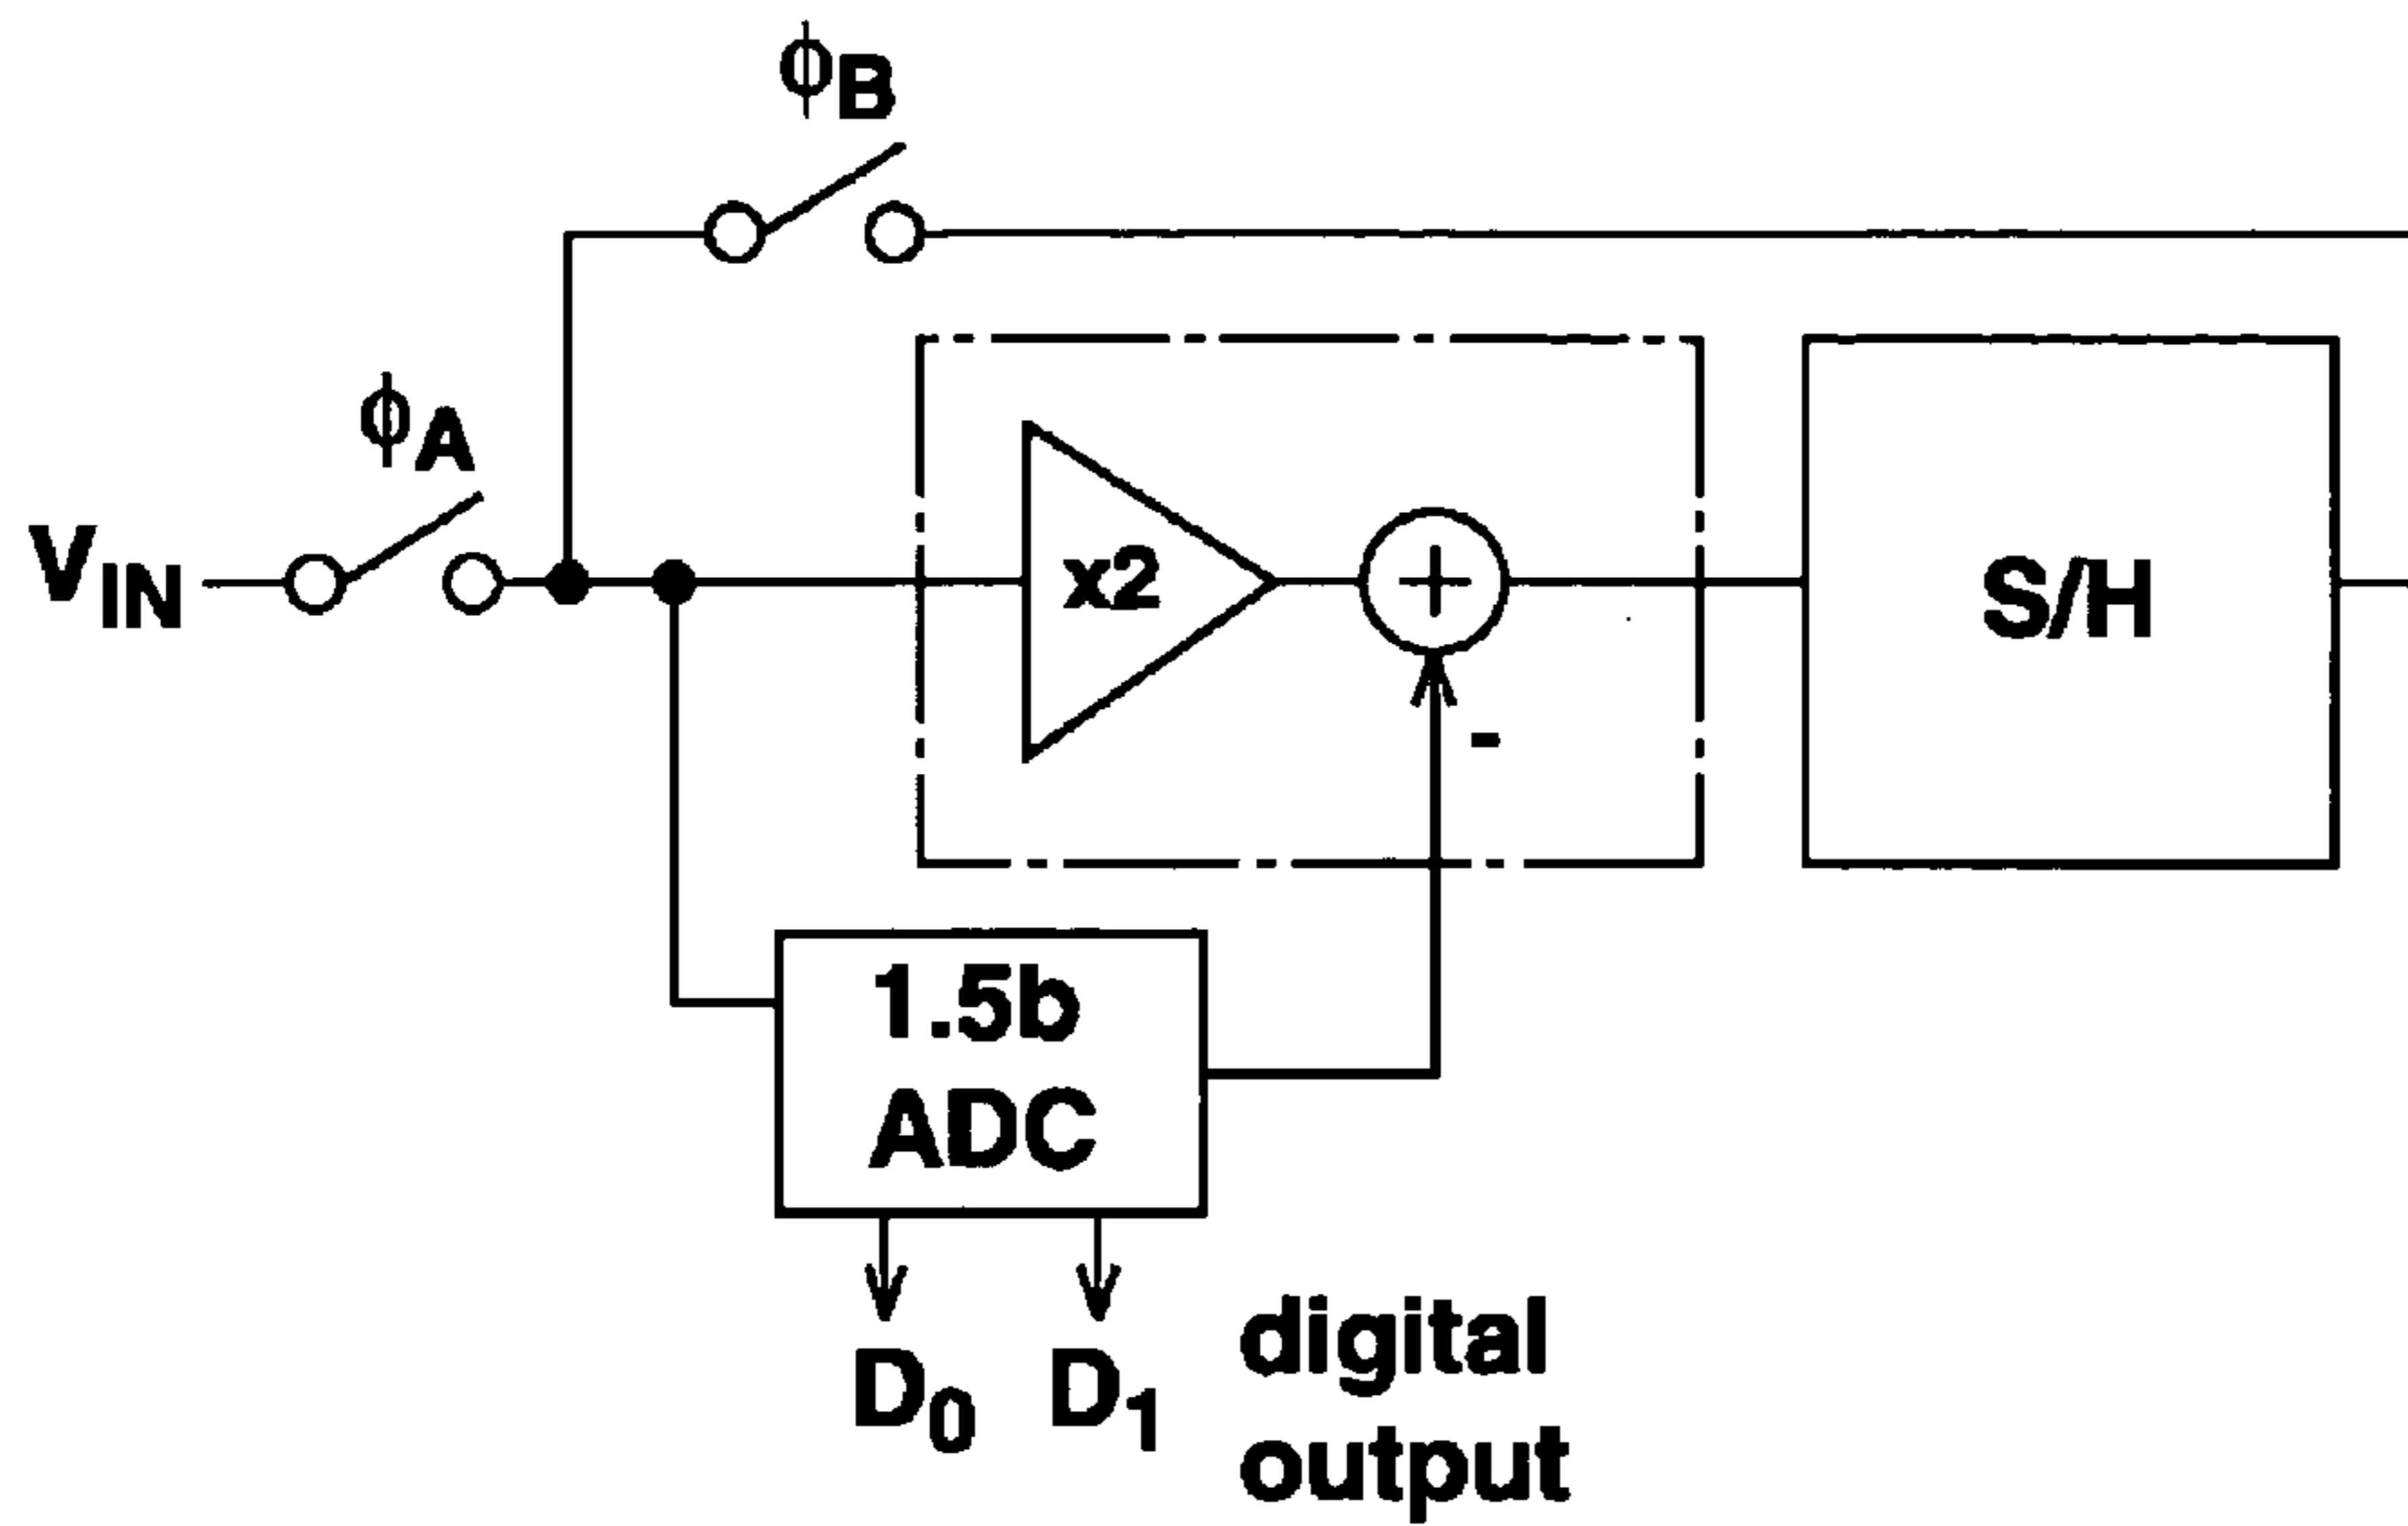 ϕB
ϕA
VIN
x2
S/H
-
1.5b
ADC
D0 D1
digital
output